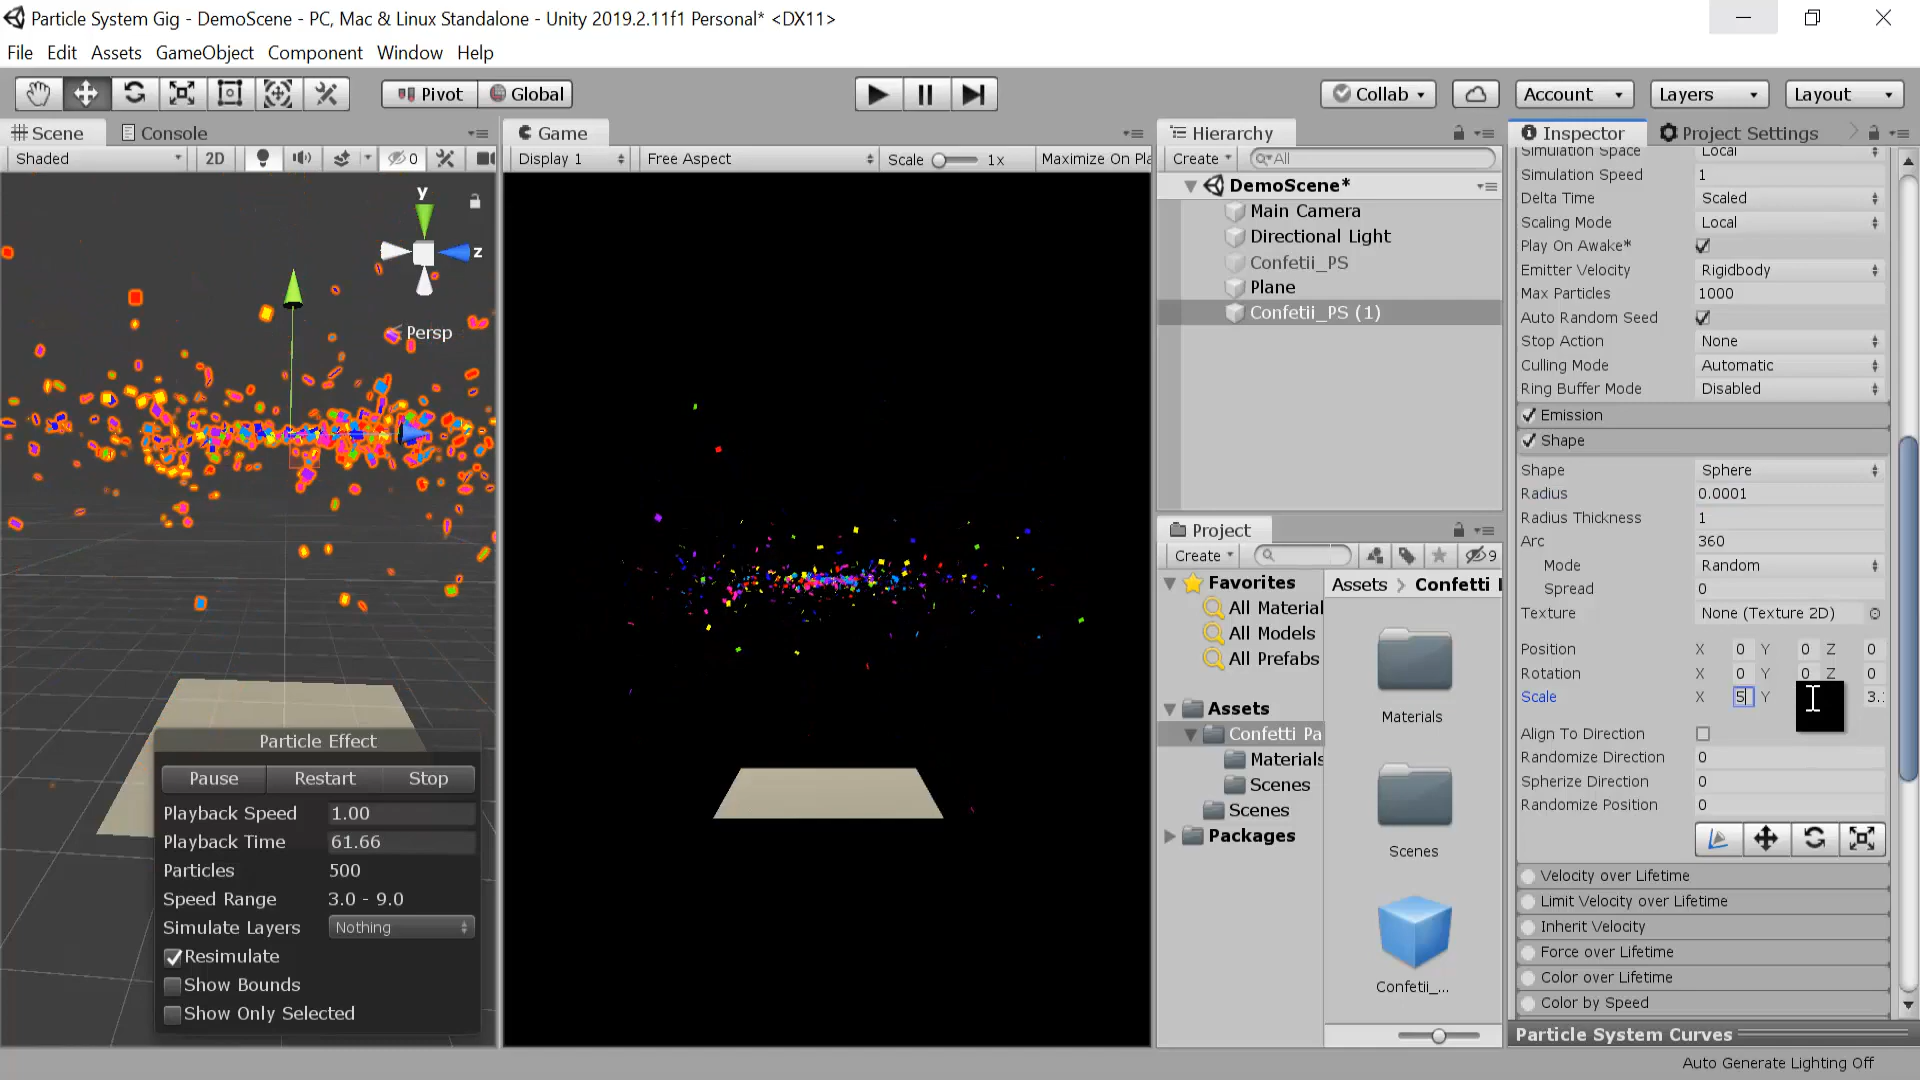 Particle System Gig - DemoScene - PC, Mac & Linux Standalone - Unity 2019.2.11f1 Personal* <DX11>
File Edit Assets GameObject Component Window Help
Pivot Global Collab Account Layers Layout
Scene Console
Shaded 2D 0
y
z
Persp
Particle Effect
Pause Restart Stop
Playback Speed 1.00
Playback Time 61.66
Particles 500
Speed Range 3.0 - 9.0
Simulate Layers Nothing
Resimulate
Show Bounds
Show Only Selected
Game
Display 1 Free Aspect Scale 1x Maximize On Pla
Hierarchy
Create All
DemoScene*
Main Camera
Directional Light
Confetii_PS
Plane
Confetii_PS (1)
Project
Create 9
Favorites
All Material
All Models
All Prefabs
Assets
Confetti Pa
Materials
Scenes
Scenes
Packages
Assets > Confetti
Materials
Scenes
Confetii_...
Inspector Project Settings
Simulation Space Local
Simulation Speed 1
Delta Time Scaled
Scaling Mode Local
Play On Awake*
Emitter Velocity Rigidbody
Max Particles 1000
Auto Random Seed
Stop Action None
Culling Mode Automatic
Ring Buffer Mode Disabled
Emission
Shape
Shape Sphere
Radius 0.0001
Radius Thickness 1
Arc 360
Mode Random
Spread 0
Texture None (Texture 2D)
Position X 0 Y 0 Z 0
Rotation X 0 Y 0 Z 0
Scale X 5 Y 3.
Align To Direction
Randomize Direction 0
Spherize Direction 0
Randomize Position 0
Velocity over Lifetime
Limit Velocity over Lifetime
Inherit Velocity
Force over Lifetime
Color over Lifetime
Color by Speed
Particle System Curves
Auto Generate Lighting Off